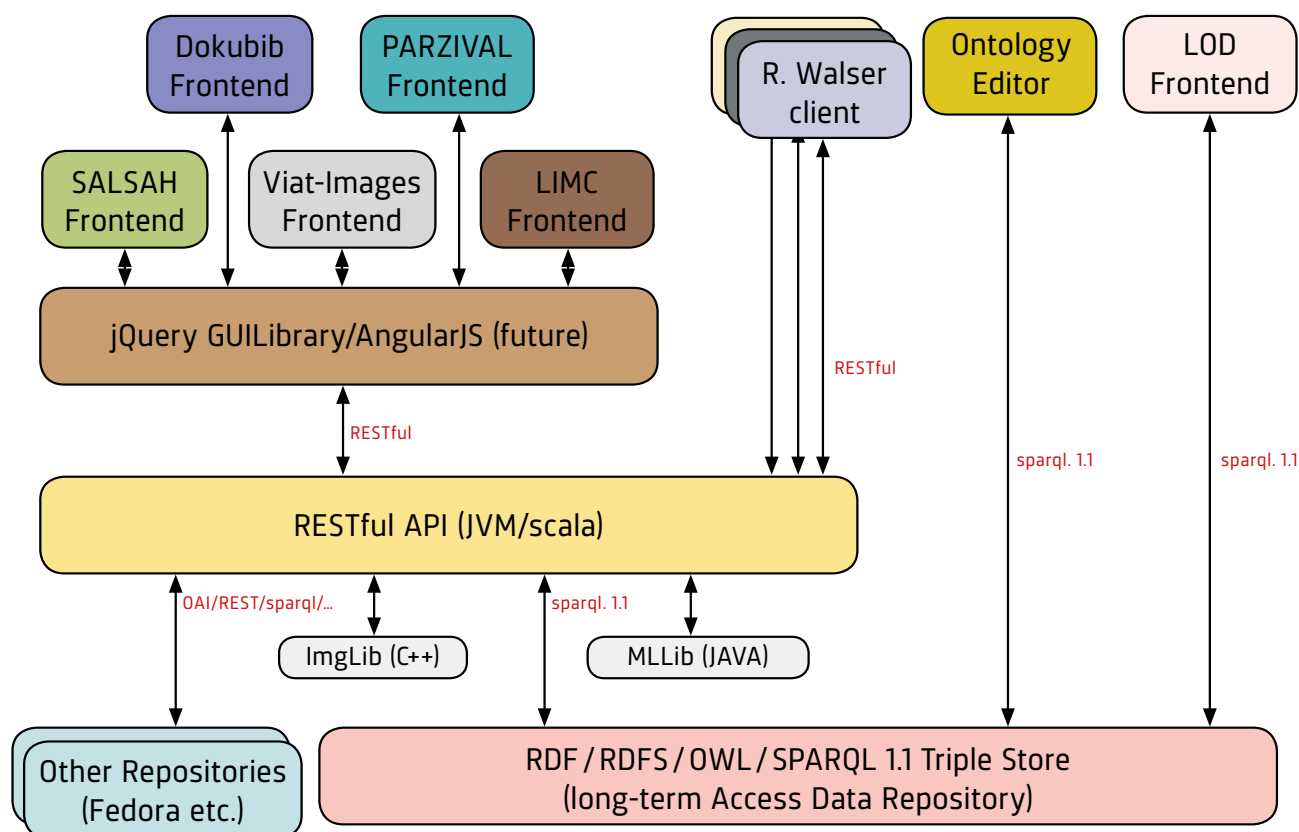 Dokubib
Frontend
PARZIVAL
Frontend
R. Walser
client
Ontology
Editor
LOD
Frontend
SALSAH
Frontend
Viat-Images
Frontend
LIMC
Frontend
jQuery GUILibrary/AngularJS (future)
RESTful
RESTful
sparql. 1.1
sparql. 1.1
RESTful API (JVM/scala)
OAI/REST/sparql/...
sparql. 1.1
ImgLib (C++)
MLLib (JAVA)
Other Repositories
(Fedora etc.)
RDF / RDFS / OWL / SPARQL 1.1 Triple Store
(long-term Access Data Repository)